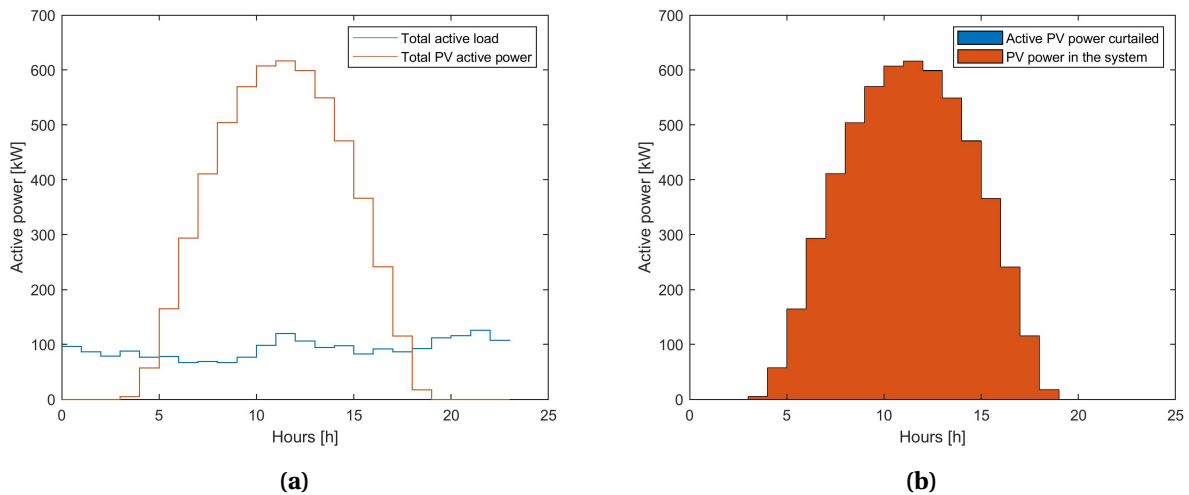 700
600
500
400
300
200
100
0
Active power [kW]
Total active load
Total PV active power
0 5 10 15 20 25
Hours [h]
(a)
700
600
500
400
300
200
100
0
Active power [kW]
Active PV power curtailed
PV power in the system
0 5 10 15 20 25
Hours [h]
(b)